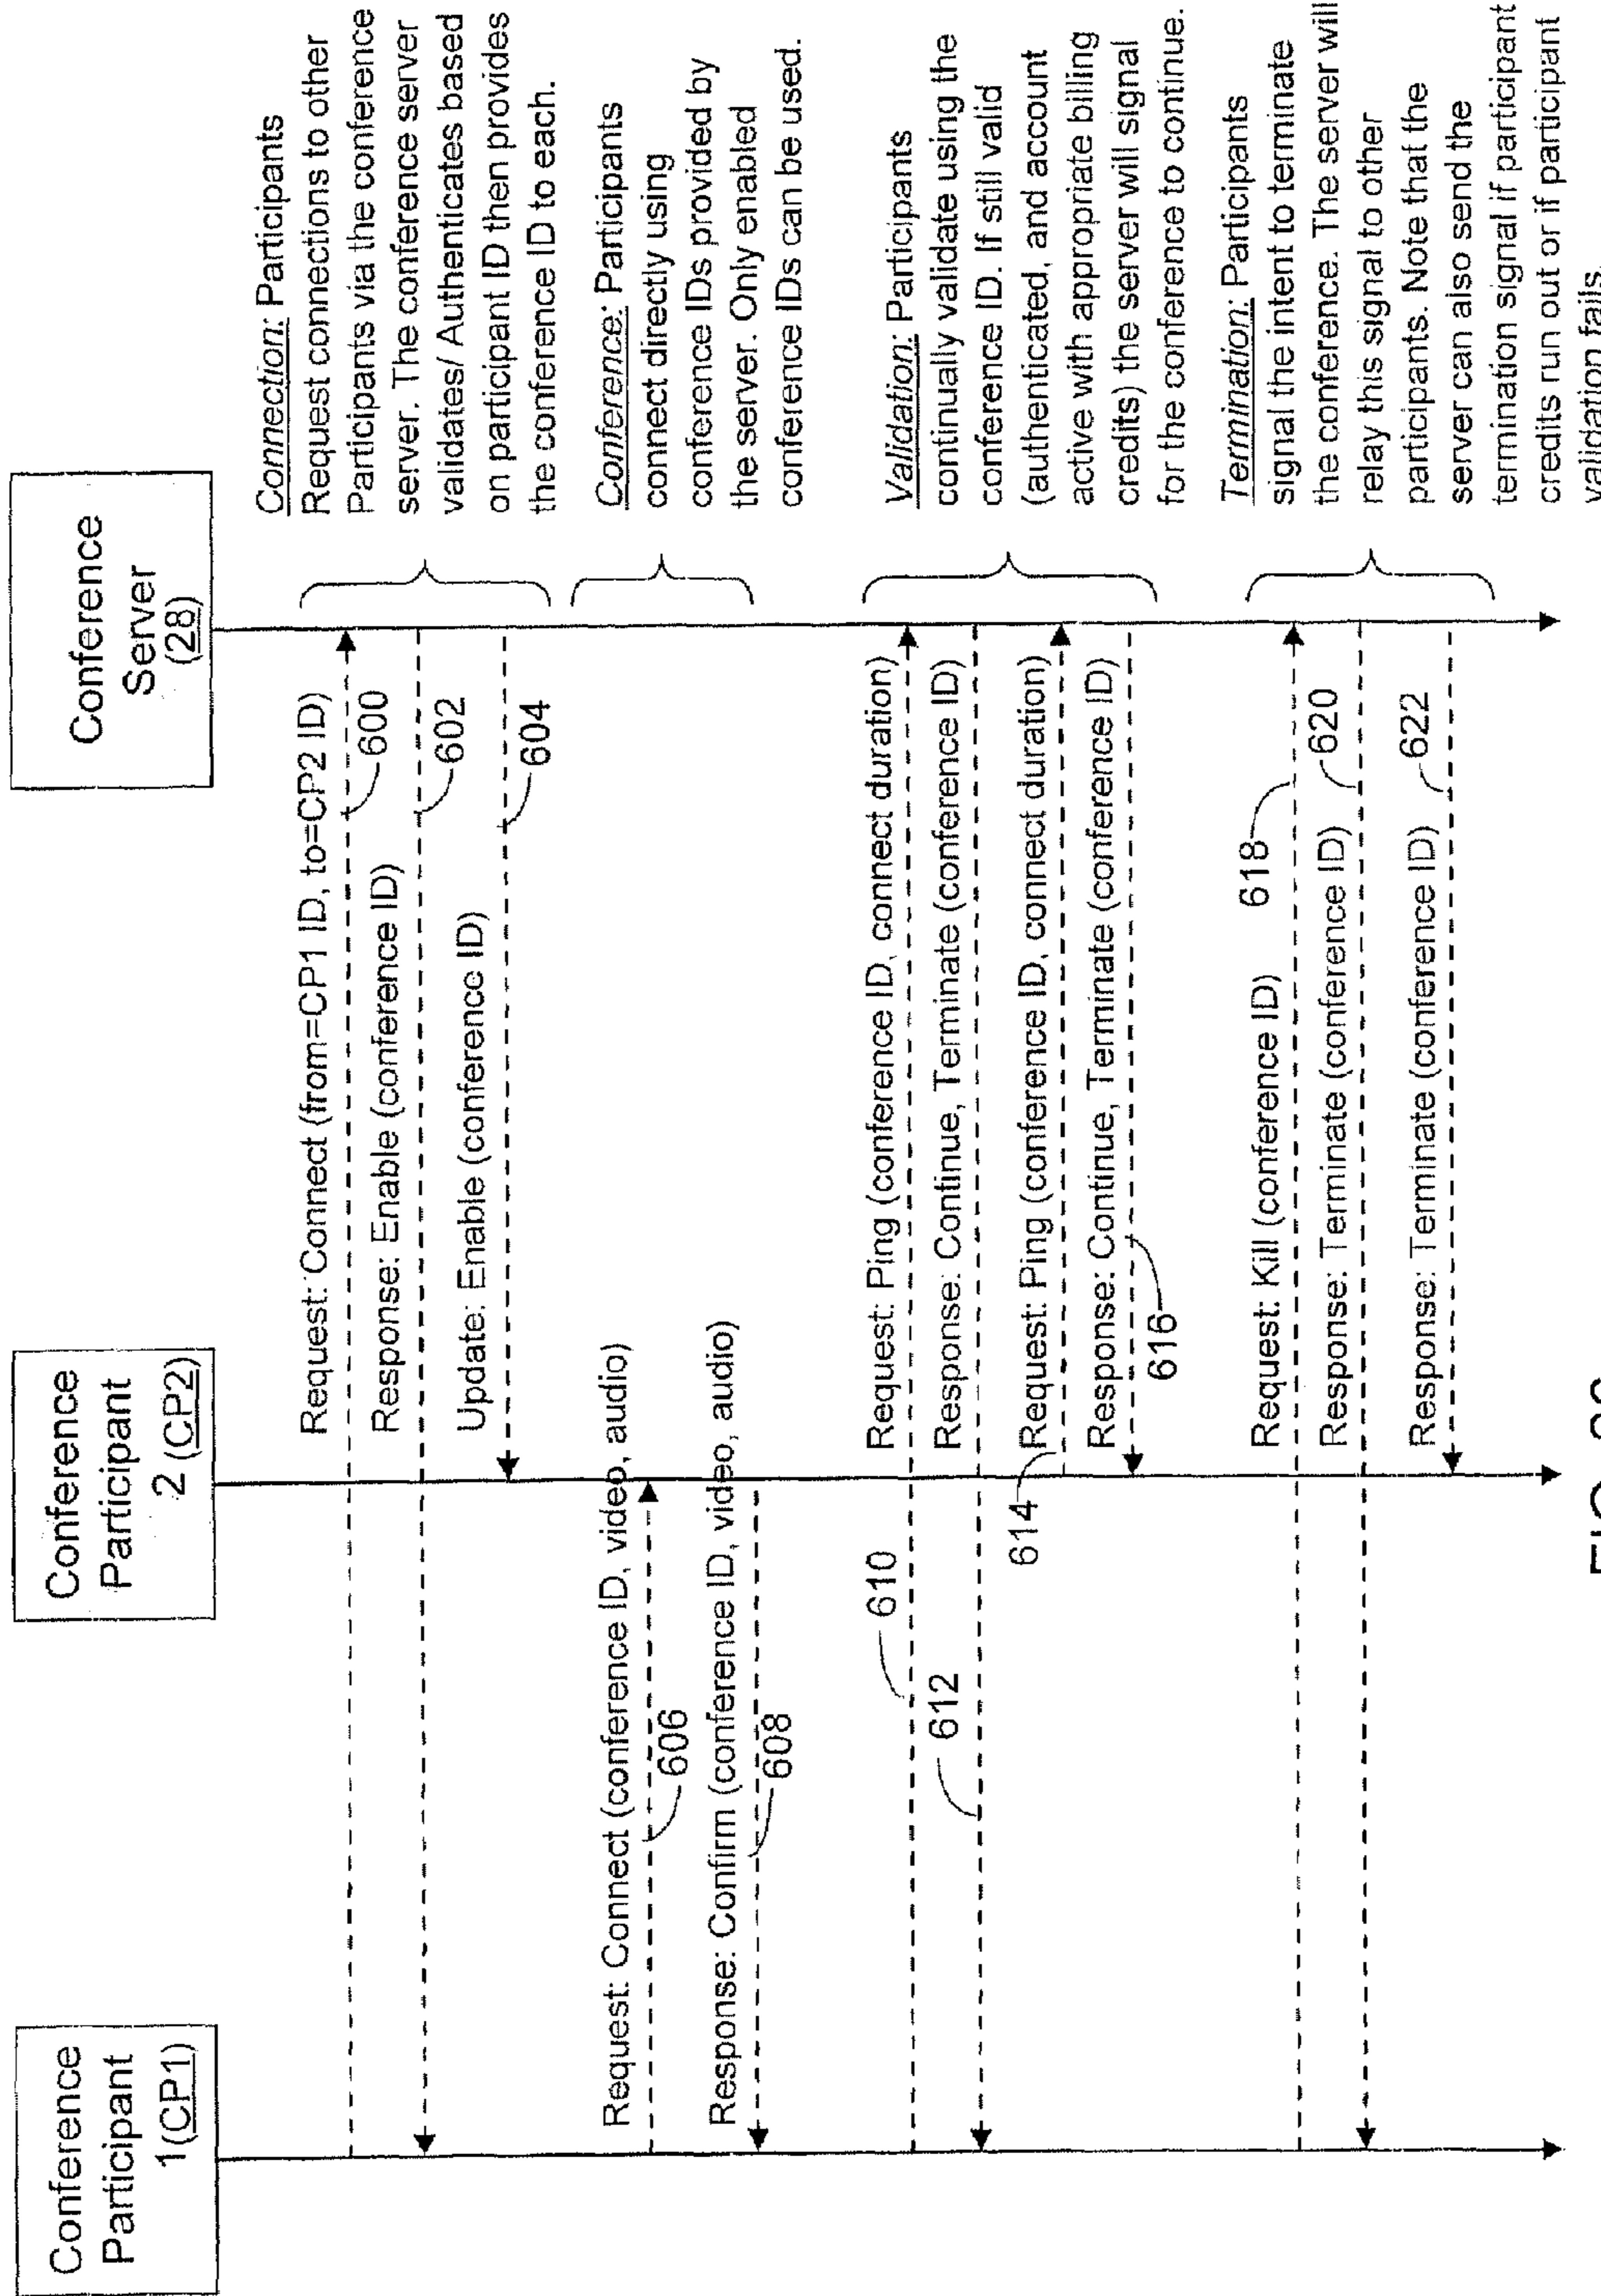 Conference
Participant
1(CP1)
Conference
Participant
2 (CP2)
Conference
Server
(28)
Request: Connect (from=CP1 ID, to=CP2 ID)
600
Response: Enable (conference ID)
602
Update: Enable (conference ID)
604
Connection: Participants
Request connections to other
Participants via the conference
server. The conference server
validates/ Authenticates based
on participant ID then provides
the conference ID to each.
Request: Connect (conference ID, video, audio)
606
Response: Confirm (conference ID, video, audio)
608
Conference: Participants
connect directly using
conference IDs provided by
the server. Only enabled
conference IDs can be used.
610
Request: Ping (conference ID, connect duration)
612
Response: Continue, Terminate (conference ID)
614
Request: Ping (conference ID, connect duration)
Response: Continue, Terminate (conference ID)
616
Validation: Participants
continually validate using the
conference ID. If still valid
(authenticated, and account
active with appropriate billing
credits) the server will signal
for the conference to continue.
Request: Kill (conference ID)
618
Response: Terminate (conference ID)
620
Response: Terminate (conference ID)
622
Termination: Participants
signal the intent to terminate
the conference. The server will
relay this signal to other
participants. Note that the
server can also send the
termination signal if participant
credits run out or if participant
validation fails.
FIG.